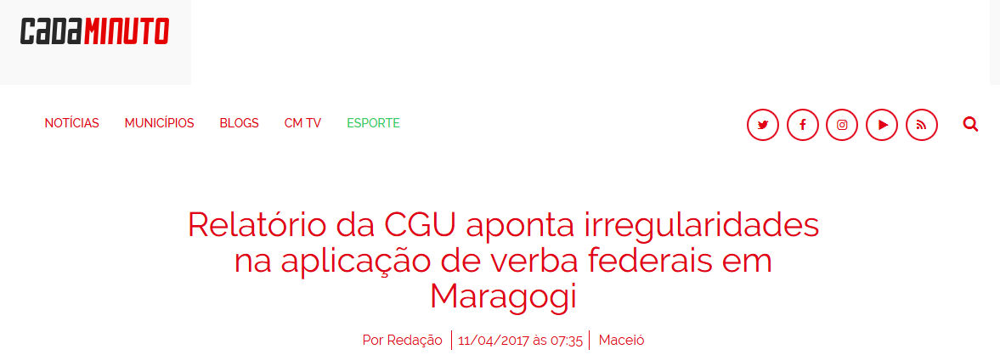 CADAMINUTO
NOTÍCIAS MUNICÍPIOS BLOGS CM TV ESPORTE
Relatório da CGU aponta irregularidades
na aplicação de verba federais em
Maragogi
Por Redação | 11/04/2017 às 07:35 | Maceió